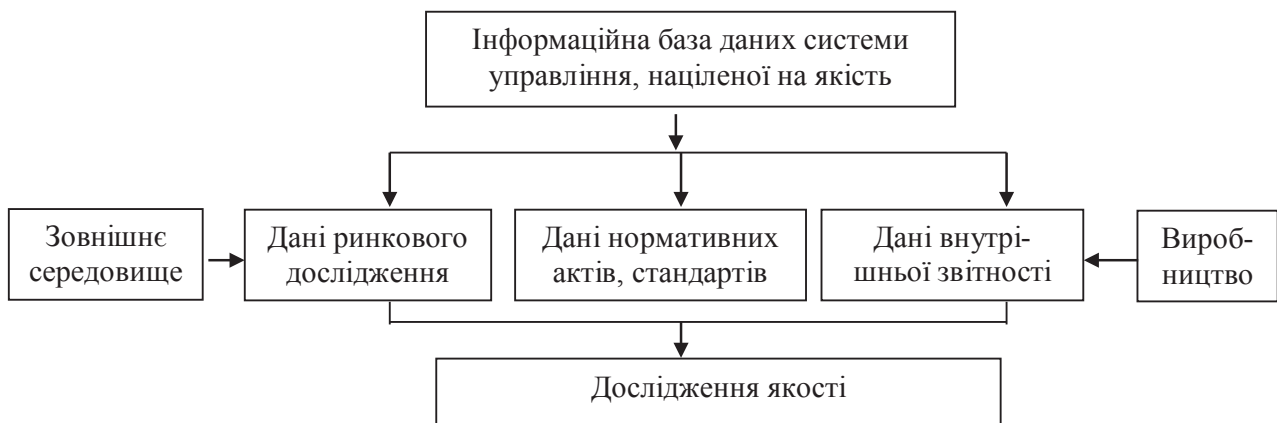 Інформаційна база даних системи
управління, націленої на якість
Зовнішнє
середовище
Дані ринкового
дослідження
Дані нормативних
актів, стандартів
Дані внутрі-
шньої звітності
Вироб-
ництво
Дослідження якості